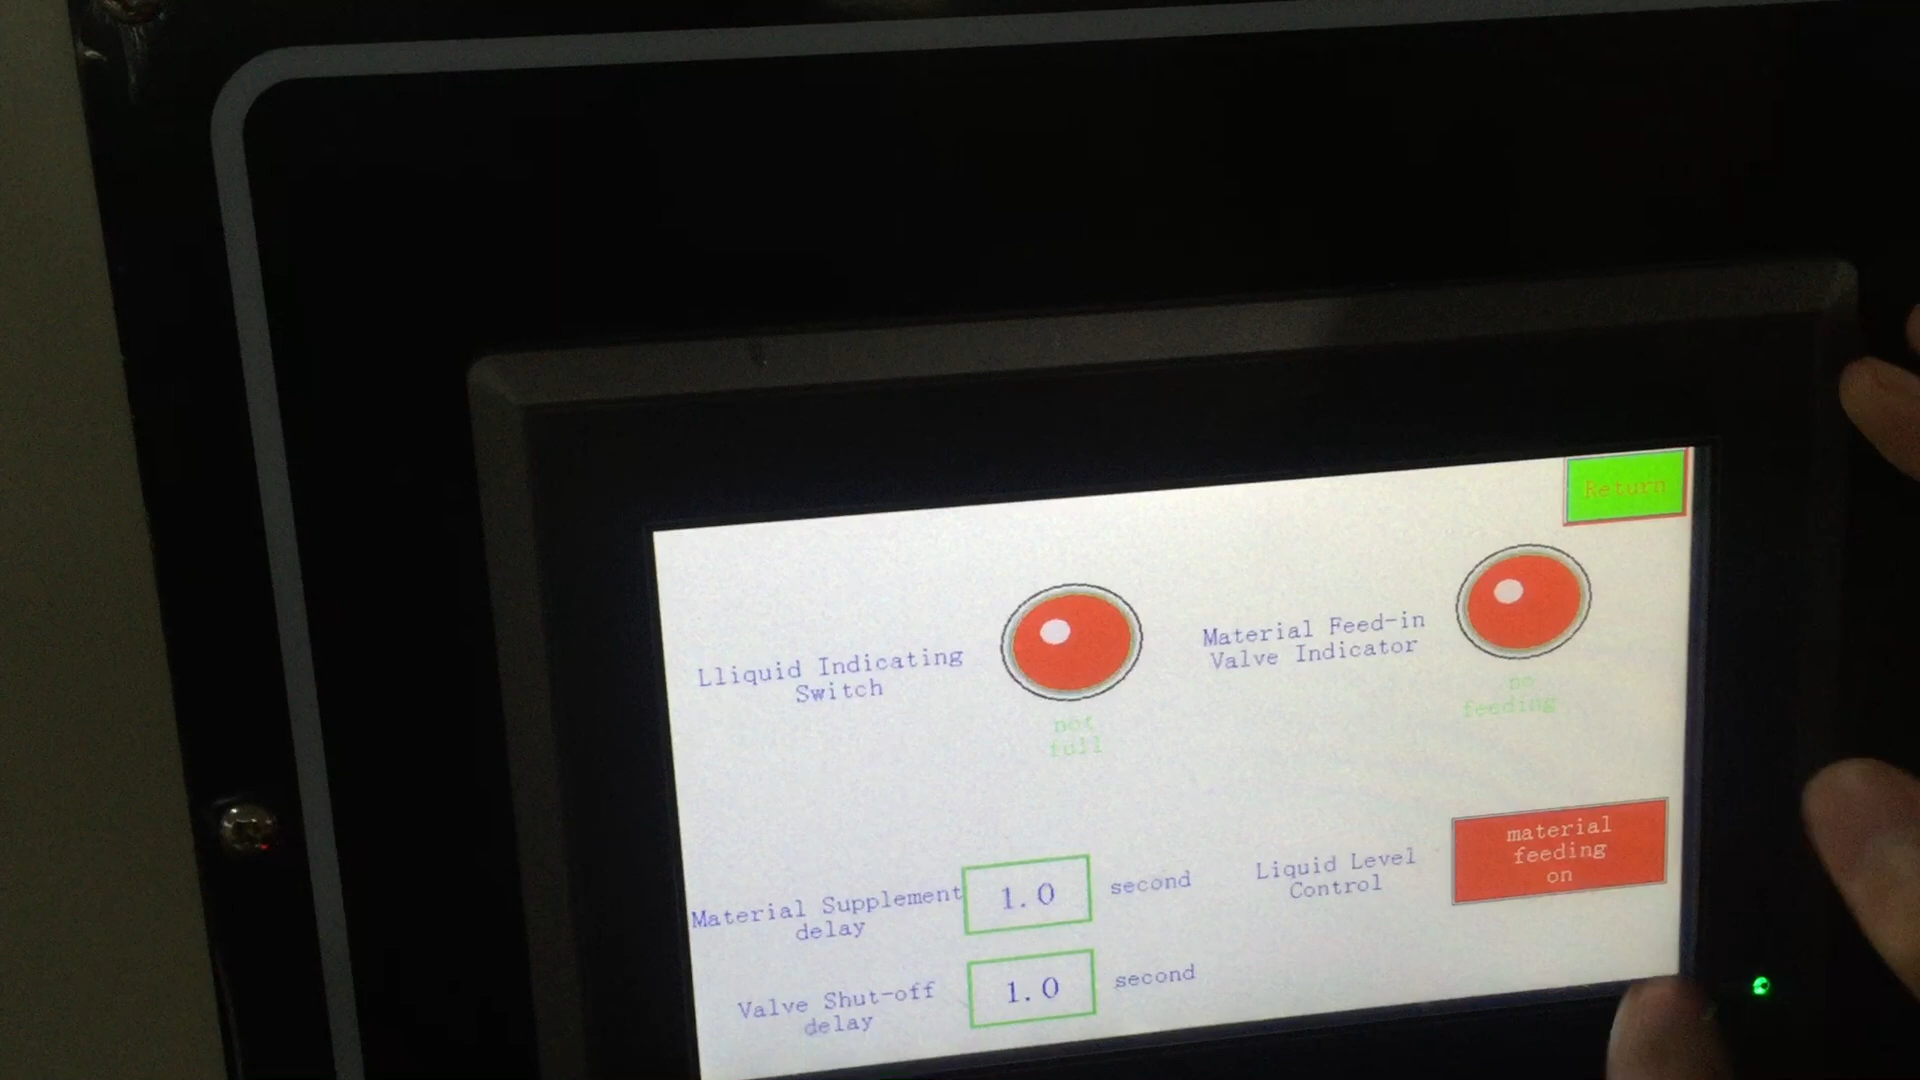 Return
Lliquid Indicating
Switch
not
full
Material Feed-in
Valve Indicator
no
feeding
Material Supplement
delay
1.0
second
Liquid Level
Control
material
feeding
on
Valve Shut-off
delay
1.0
second